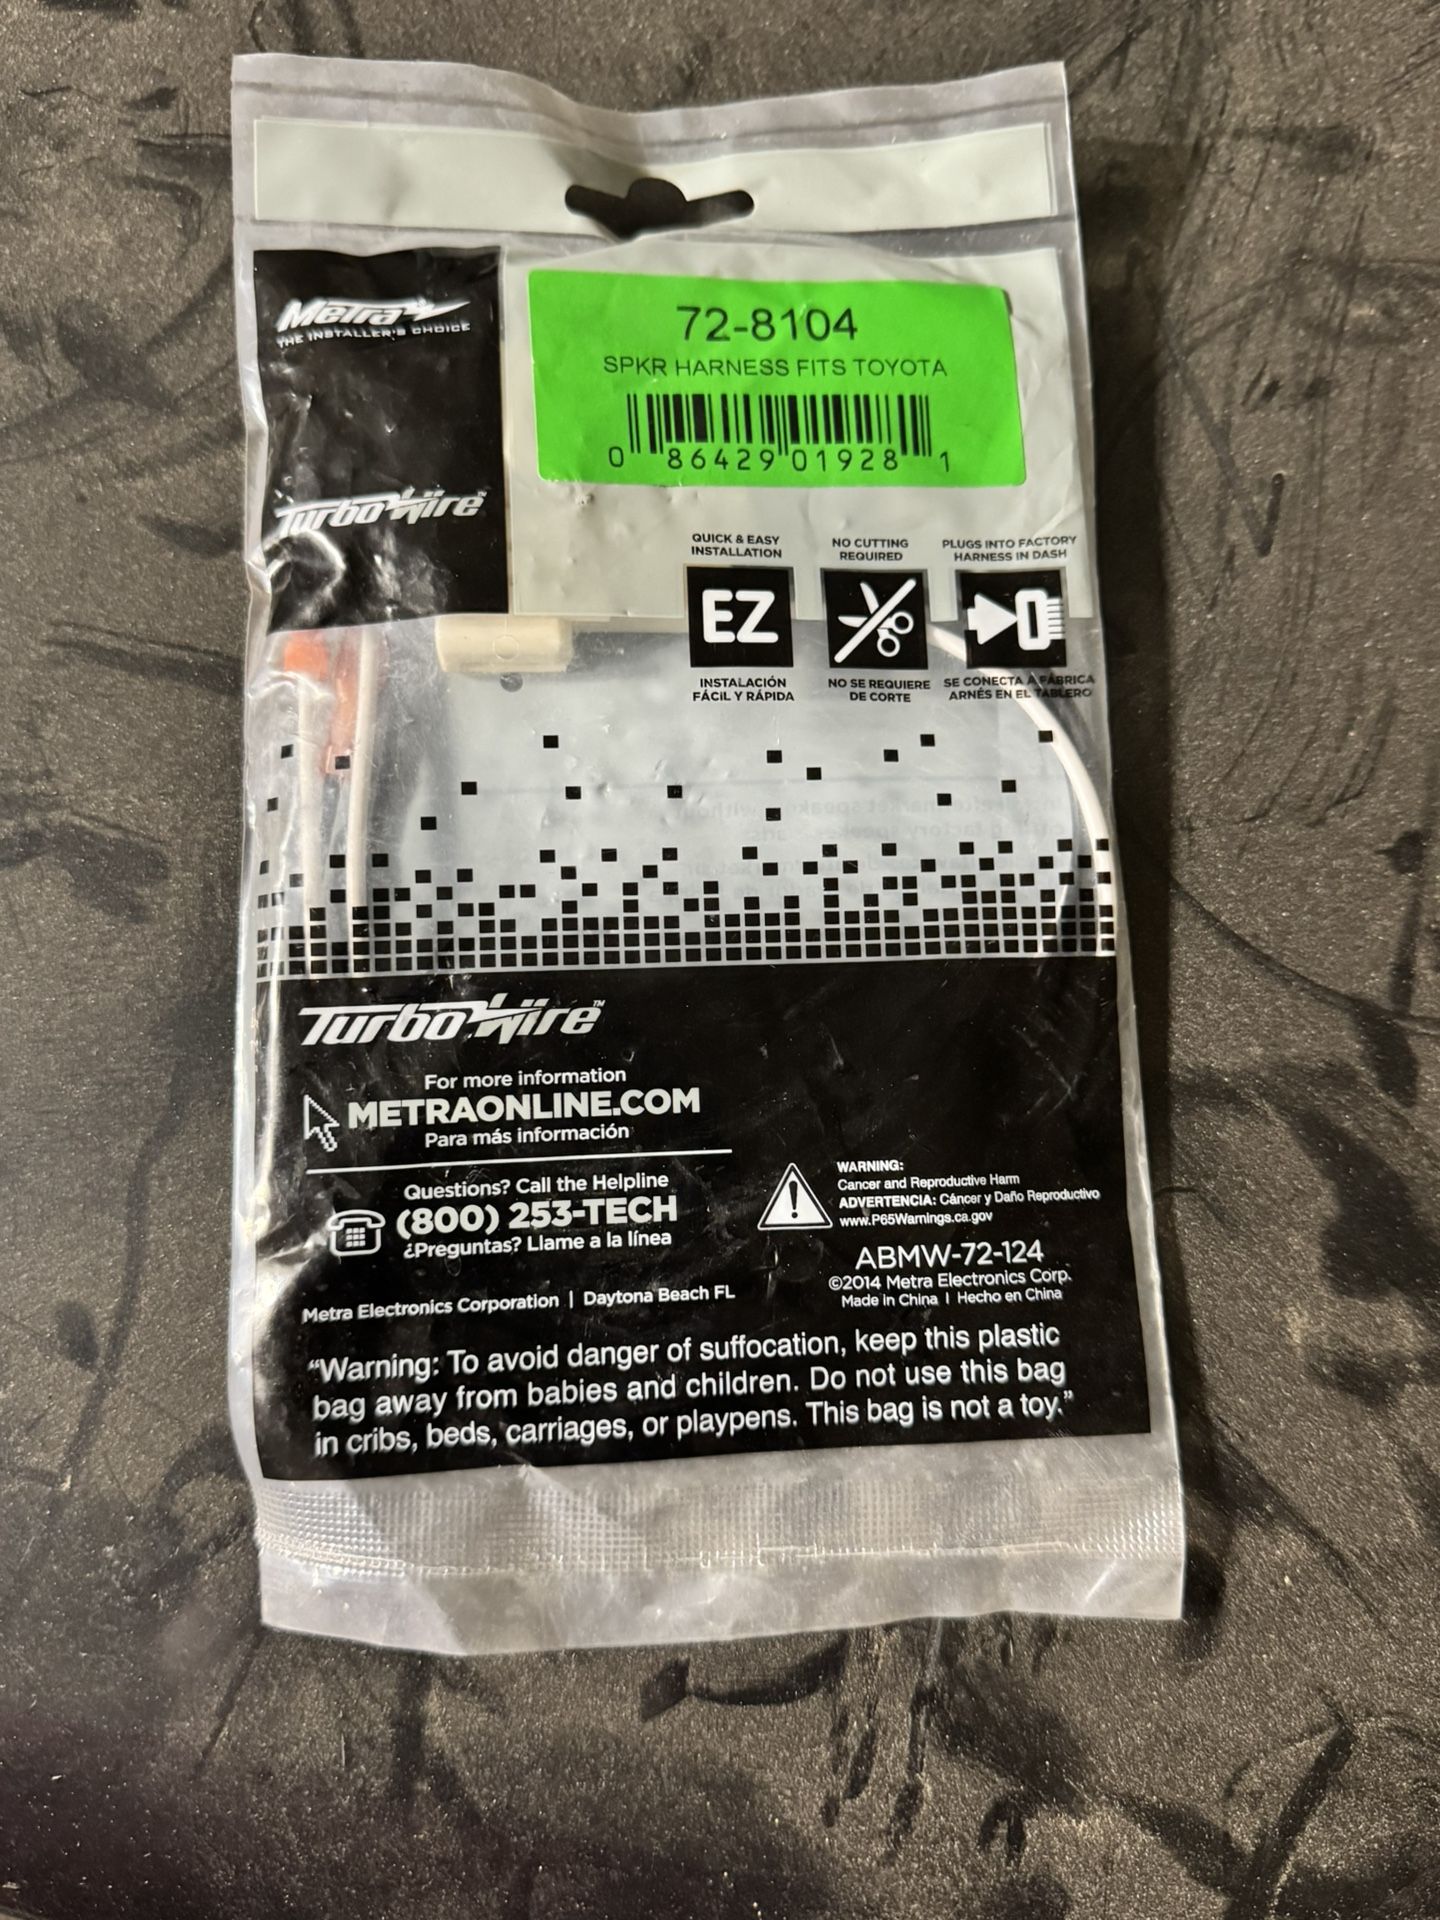 Metra
THE INSTALLER'S CHOICE
TurboWire™
72-8104
SPKR HARNESS FITS TOYOTA
0 86429 01928 1
QUICK & EASY
INSTALLATION
EZ
INSTALACIÓN
FÁCIL Y RÁPIDA
NO CUTTING
REQUIRED
NO SE REQUIERE
DE CORTE
PLUGS INTO FACTORY
HARNESS IN DASH
SE CONECTA A FÁBRICA
ARNÉS EN EL TABLERO
TurboWire™
For more information
METRAONLINE.COM
Para más información
Questions? Call the Helpline
(800) 253-TECH
¿Preguntas? Llame a la línea
Metra Electronics Corporation | Daytona Beach FL
WARNING:
Cancer and Reproductive Harm
ADVERTENCIA: Cáncer y Daño Reproductivo
www.P65Warnings.ca.gov
ABMW-72-124
©2014 Metra Electronics Corp.
Made in China | Hecho en China
“Warning: To avoid danger of suffocation, keep this plastic
bag away from babies and children. Do not use this bag
in cribs, beds, carriages, or playpens. This bag is not a toy.”